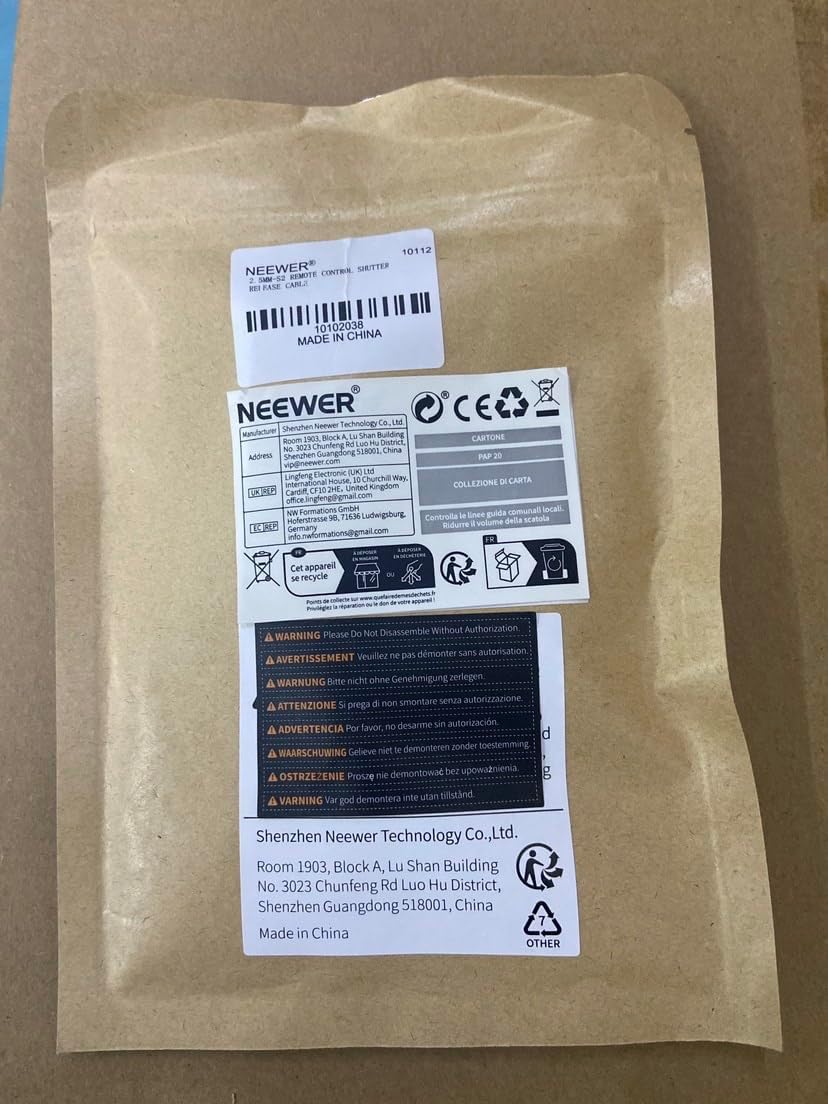 10112
NEEWER®
2.5MM-S2 REMOTE CONTROL SHUTTER
RELEASE CABLE
10102038
MADE IN CHINA
NEEWER®
Manufacturer Shenzhen Neewer Technology Co., Ltd.
Address
Room 1903, Block A, Lu Shan Building
No. 3023 Chunfeng Rd Luo Hu District,
Shenzhen Guangdong 518001, China
vip@neewer.com
UK REP
Lingfeng Electronic (UK) Ltd
International House, 10 Churchill Way,
Cardiff, CF10 2HE, United Kingdom
office.lingfeng@gmail.com
EC REP
NW Formations GmbH
Hoferstrasse 9B, 71636 Ludwigsburg,
Germany
info.nwformations@gmail.com
® CE
CARTONE
PAP 20
COLLEZIONE DI CARTA
Controlla le linee guida comunali locali.
Ridurre il volume della scatola
FR
Cet appareil
se recycle
À DÉPOSER
EN MAGASIN
OU
À DÉPOSER
EN DÉCHÈTERIE
FR
Points de collecte sur www.quefairedemesdechets.fr
Privilégiez la réparation ou le don de votre appareil !
WARNING Please Do Not Disassemble Without Authorization.
AVERTISSEMENT Veuillez ne pas démonter sans autorisation.
WARNUNG Bitte nicht ohne Genehmigung zerlegen.
ATTENZIONE Si prega di non smontare senza autorizzazione.
ADVERTENCIA Por favor, no desarme sin autorización.
WAARSCHUWING Gelieve niet te demonteren zonder toestemming.
OSTRZEŻENIE Proszę nie demontować bez upoważnienia.
VARNING Var god demontera inte utan tillstånd.
d
,
g
Shenzhen Neewer Technology Co.,Ltd.
Room 1903, Block A, Lu Shan Building
No. 3023 Chunfeng Rd Luo Hu District,
Shenzhen Guangdong 518001, China
Made in China
7
OTHER